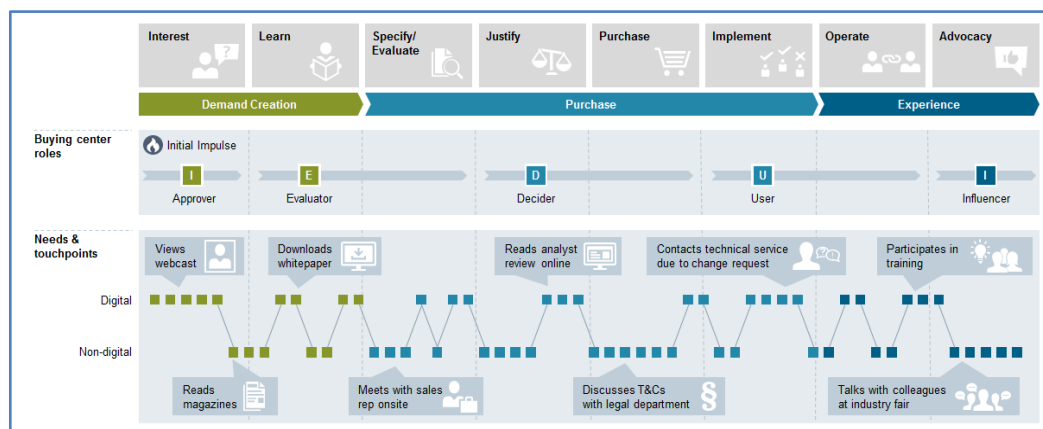 Interest
Learn
Specify/
Evaluate
Justify
Purchase
Implement
Operate
Advocacy
Demand Creation
Purchase
Experience
Buying center
roles
Initial Impulse
I
E
D
U
I
Approver
Evaluator
Decider
User
Influencer
Needs &
touchpoints
Views
webcast
Downloads
whitepaper
Reads analyst
review online
Contacts technical service
due to change request
Participates in
training
Digital
Non-digital
Reads
magazines
Meets with sales
rep onsite
Discusses T&Cs
with legal department
§
Talks with colleagues
at industry fair